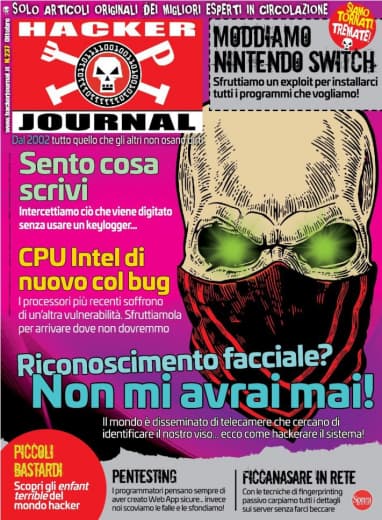 SOLO ARTICOLI ORIGINALI DEI MIGLIORI ESPERTI IN CIRCOLAZIONE
SIAMO
TORNATI,
TREMATE!
www.hackerjournal.it N.237 Ottobre
HACKER
JOURNAL
MODDIAMO
NINTENDO SWITCH
Sfruttiamo un exploit per installarci
tutti i programmi che vogliamo!
Dal 2002 tutto quello che gli altri non osano
Sento cosa
scrivi
Intercettiamo ciò che viene digitato
senza usare un keylogger...
CPU Intel di
nuovo col bug
I processori più recenti soffrono
di un'altra vulnerabilità. Sfruttiamola
per arrivare dove non dovremmo
Riconoscimento facciale?
Non mi avrai mai!
Il mondo è disseminato di telecamere che cercano di
identificare il nostro viso... ecco come hackerare il sistema!
PICCOLI
BASTARDI
Scopri gli enfant
terrible del
mondo hacker
PENTESTING
I programmatori pensano sempre di
aver creato Web App sicure... invece
noi scoviamo le falle e le sfondiamo!
FICCANASARE IN RETE
Con le tecniche di fingerprinting
passivo carpiamo tutti i dettagli
sui server senza farci beccare
Sprea